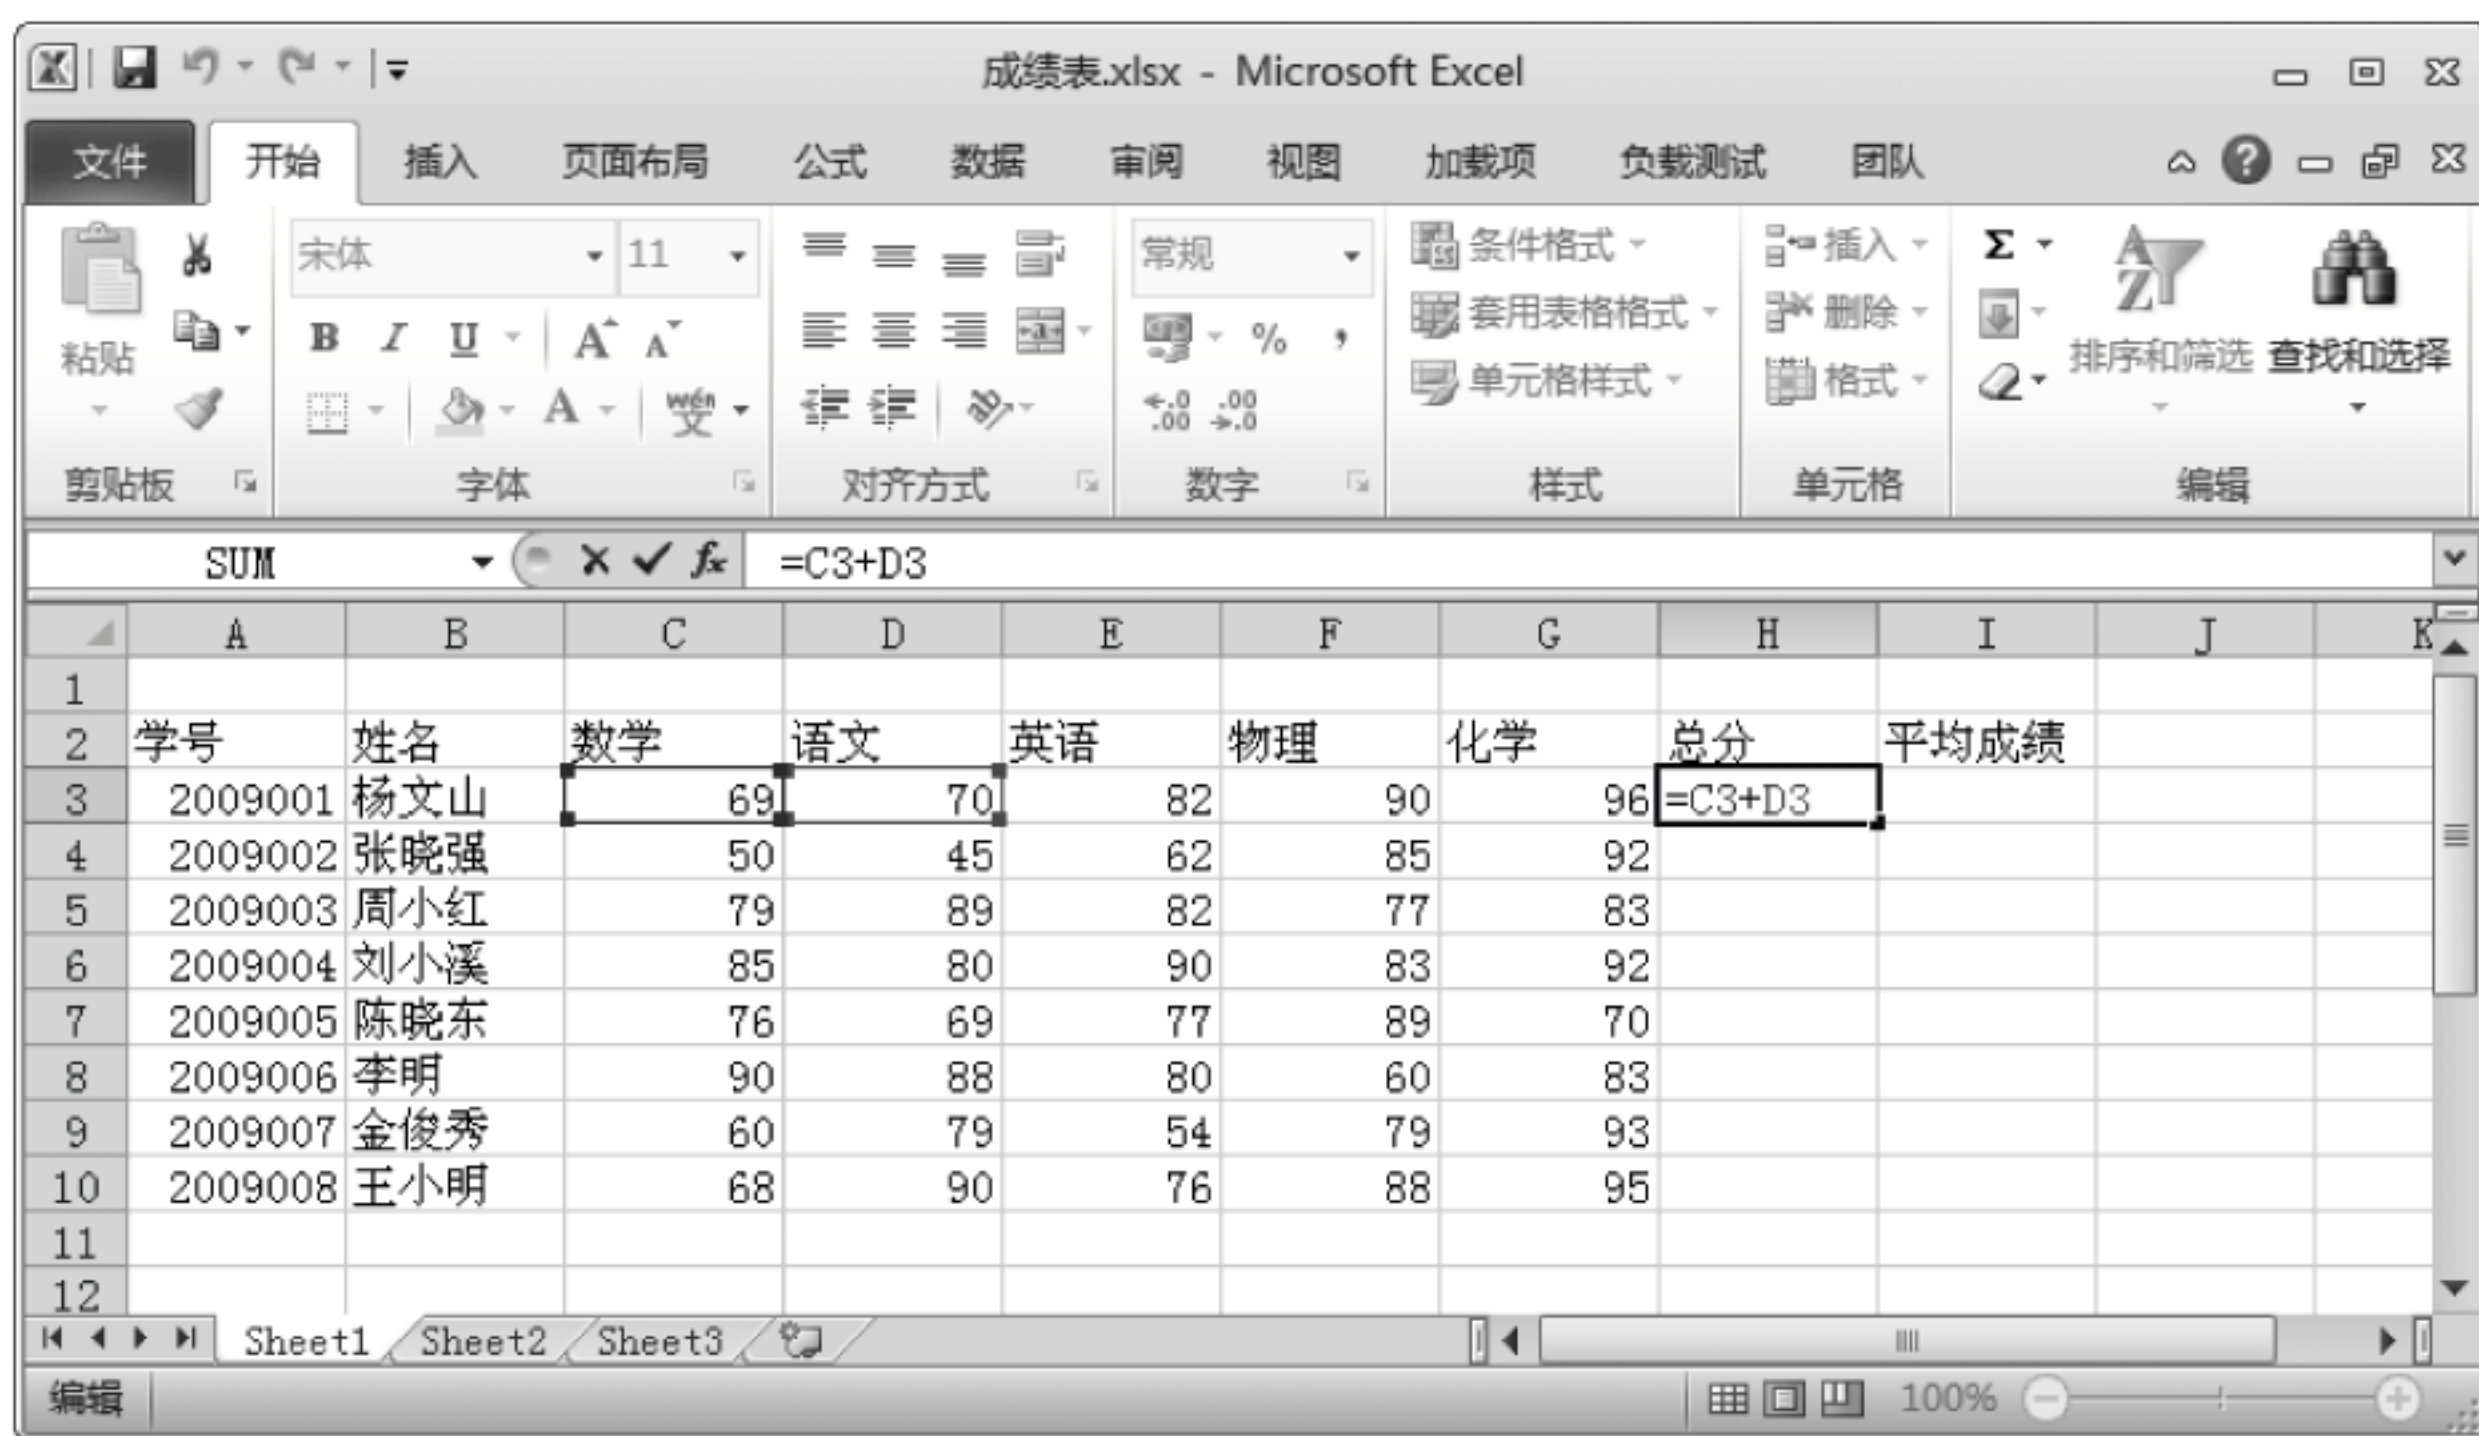 成绩表.xlsx - Microsoft Excel
文件 开始 插入 页面布局 公式 数据 审阅 视图 加载项 负载测试 团队
宋体 11 常规 条件格式 插入 Σ
粘贴 B I U A A % , 套用表格格式 删除 排序和筛选 查找和选择
A wén 文 ab .0 .00 .00 .0 单元格样式 格式
剪贴板 字体 对齐方式 数字 样式 单元格 编辑
SUM fx =C3+D3
A B C D E F G H I J K
1
2 学号 姓名 数学 语文 英语 物理 化学 总分 平均成绩
3 2009001 杨文山 69 70 82 90 96 =C3+D3
4 2009002 张晓强 50 45 62 85 92
5 2009003 周小红 79 89 82 77 83
6 2009004 刘小溪 85 80 90 83 92
7 2009005 陈晓东 76 69 77 89 70
8 2009006 李明 90 88 80 60 83
9 2009007 金俊秀 60 79 54 79 93
10 2009008 王小明 68 90 76 88 95
11
12
Sheet1 Sheet2 Sheet3
编辑 100%